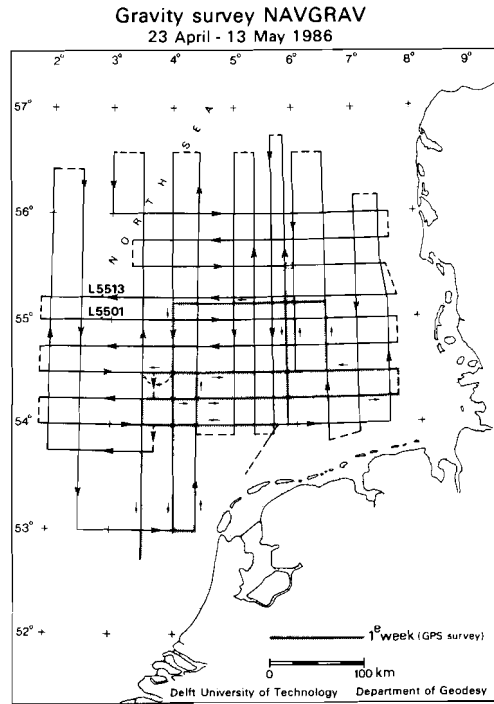 Gravity survey NAVGRAV
23 April - 13 May 1986
2° 3° 4° 5° 6° 7° 8°
57°
NORTH SEA
56°
L5513
L5501
55°
54°
53°
52°
1e week (GPS survey)
0 100 km
Delft University of Technology Department of Geodesy